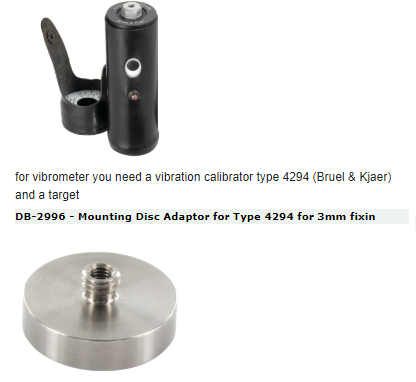 for vibrometer you need a vibration calibrator type 4294 (Bruel & Kjaer)
and a target
DB-2996 - Mounting Disc Adaptor for Type 4294 for 3mm fixin